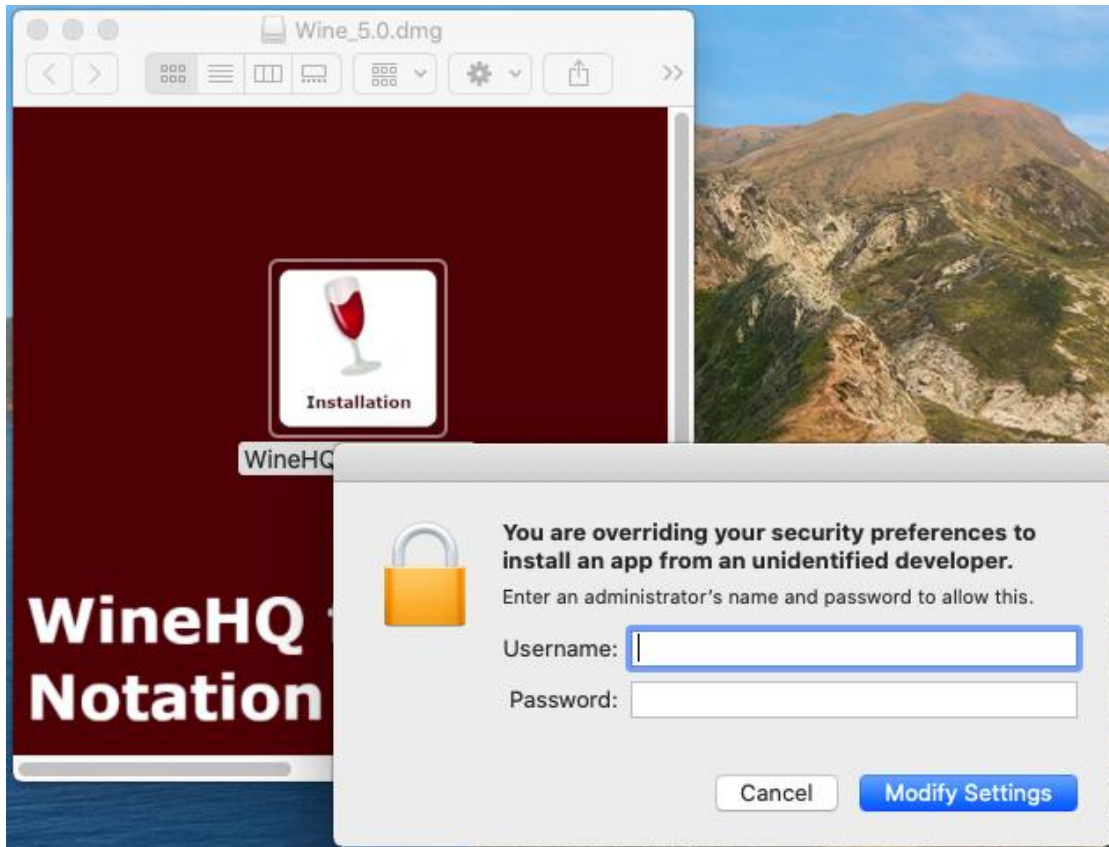 Wine_5.0.dmg
Installation
WineHQ
WineHQ
Notation
You are overriding your security preferences to
install an app from an unidentified developer.
Enter an administrator's name and password to allow this.
Username:
Password:
Cancel
Modify Settings